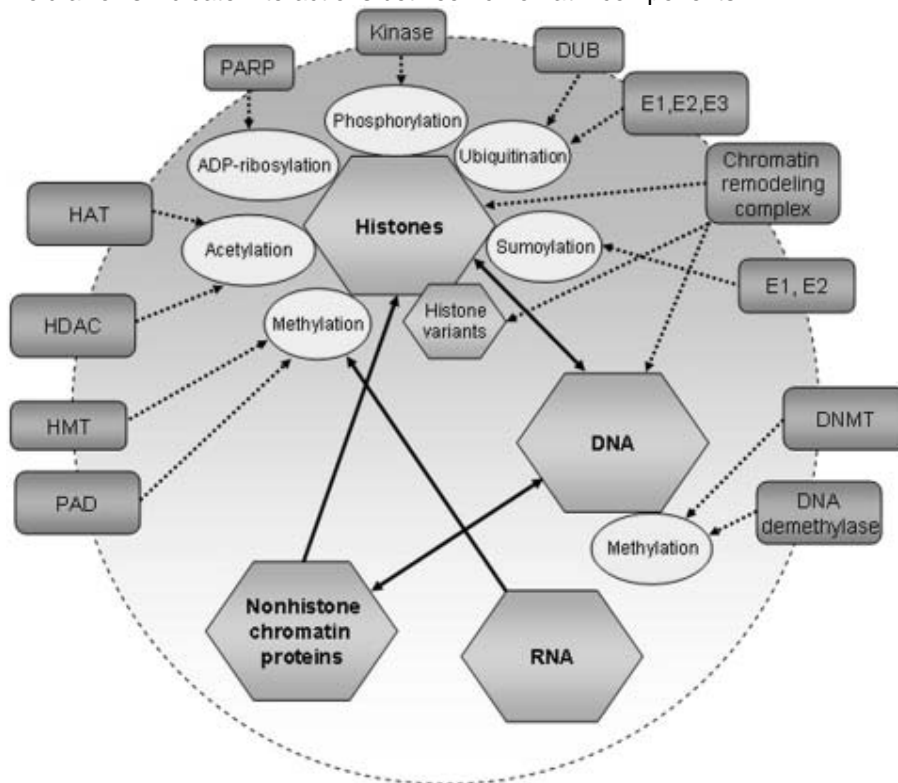 Kinase
PARP
DUB
E1,E2,E3
Phosphorylation
ADP-ribosylation
Ubiquitination
Chromatin
remodeling
complex
HAT
Histones
Acetylation
Sumoylation
E1, E2
HDAC
Methylation
Histone
variants
HMT
DNA
DNMT
PAD
DNA
demethylase
Methylation
Nonhistone
chromatin
proteins
RNA